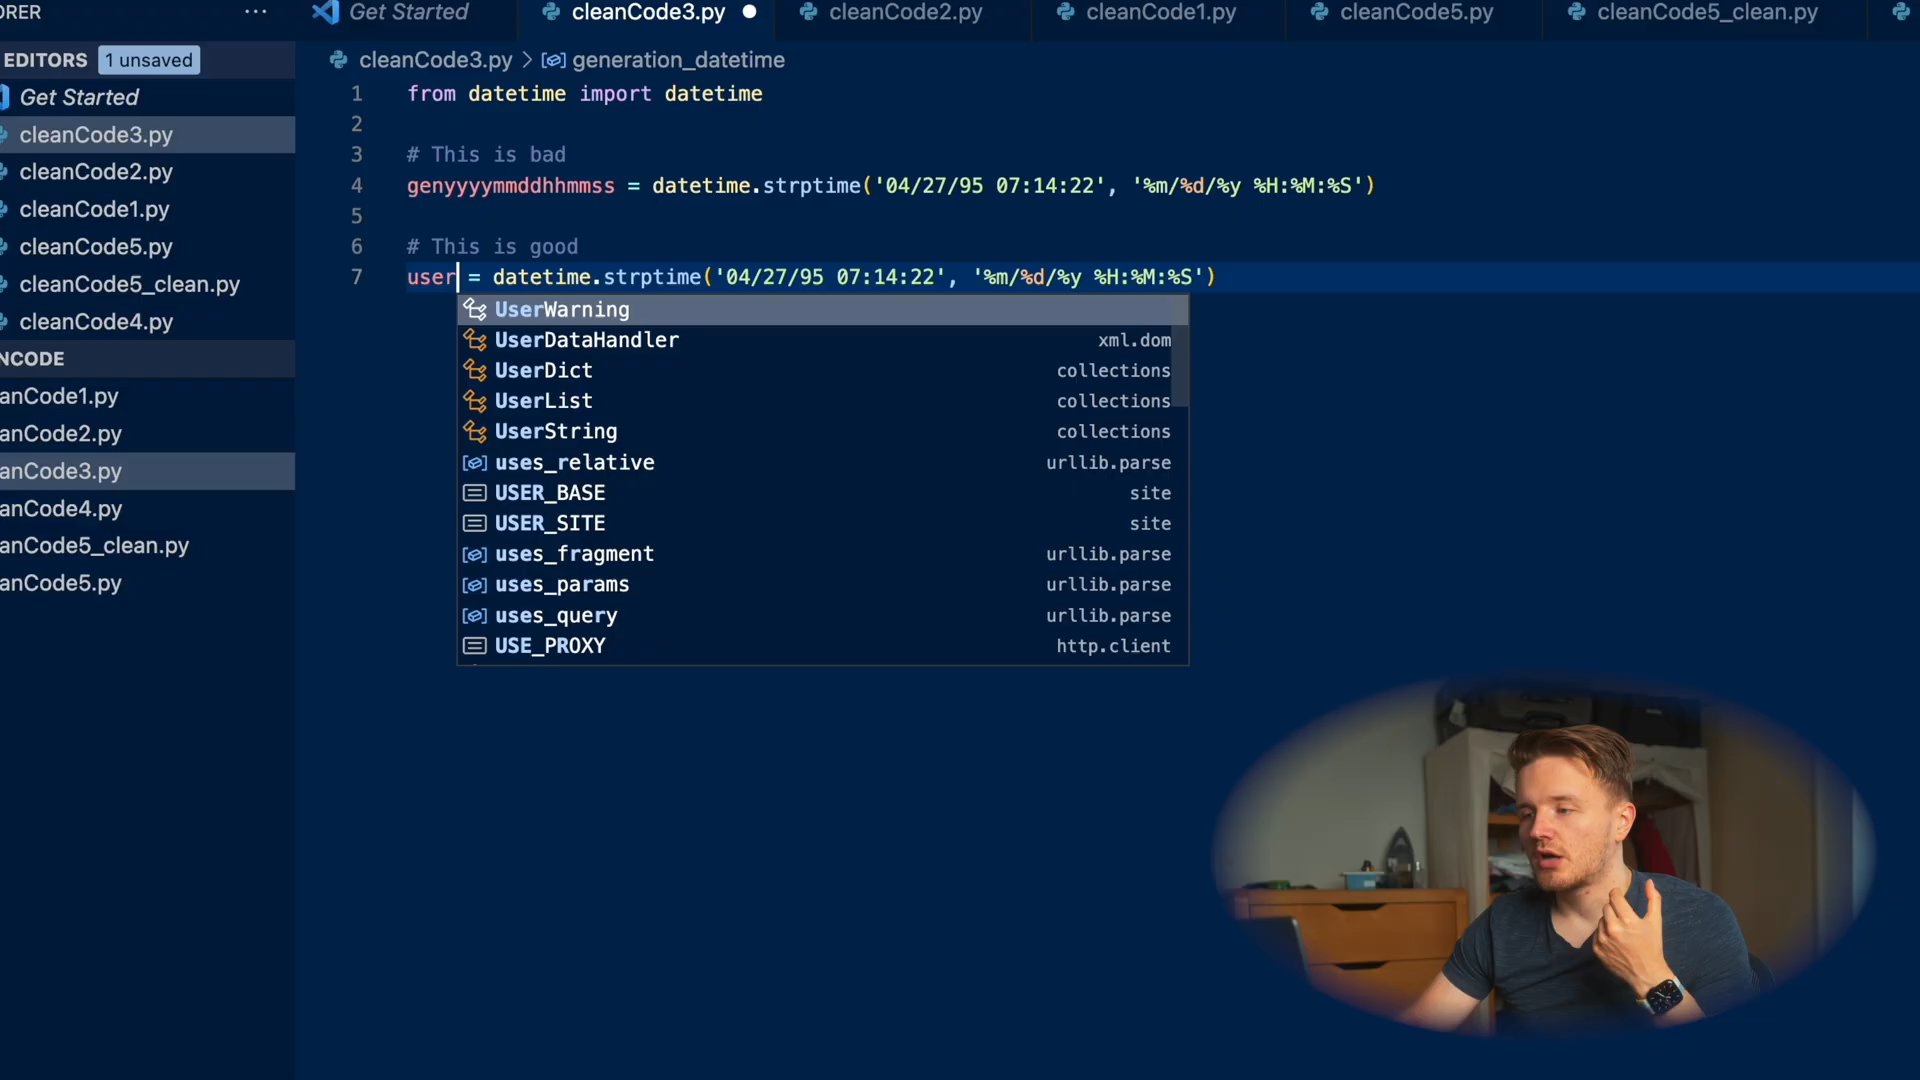 ORER ...
Get Started
cleanCode3.py
cleanCode2.py
cleanCode1.py
cleanCode5.py
cleanCode5_clean.py
EDITORS 1 unsaved
Get Started
cleanCode3.py
cleanCode2.py
cleanCode1.py
cleanCode5.py
cleanCode5_clean.py
cleanCode4.py
NCODE
anCode1.py
anCode2.py
anCode3.py
anCode4.py
anCode5_clean.py
anCode5.py
cleanCode3.py > generation_datetime
1 from datetime import datetime
2
3 # This is bad
4 genyyyymmddhhmmss = datetime.strptime('04/27/95 07:14:22', '%m/%d/%y %H:%M:%S')
5
6 # This is good
7 user = datetime.strptime('04/27/95 07:14:22', '%m/%d/%y %H:%M:%S')
UserWarning
UserDataHandler xml.dom
UserDict collections
UserList collections
UserString collections
uses_relative urllib.parse
USER_BASE site
USER_SITE site
uses_fragment urllib.parse
uses_params urllib.parse
uses_query urllib.parse
USE_PROXY http.client